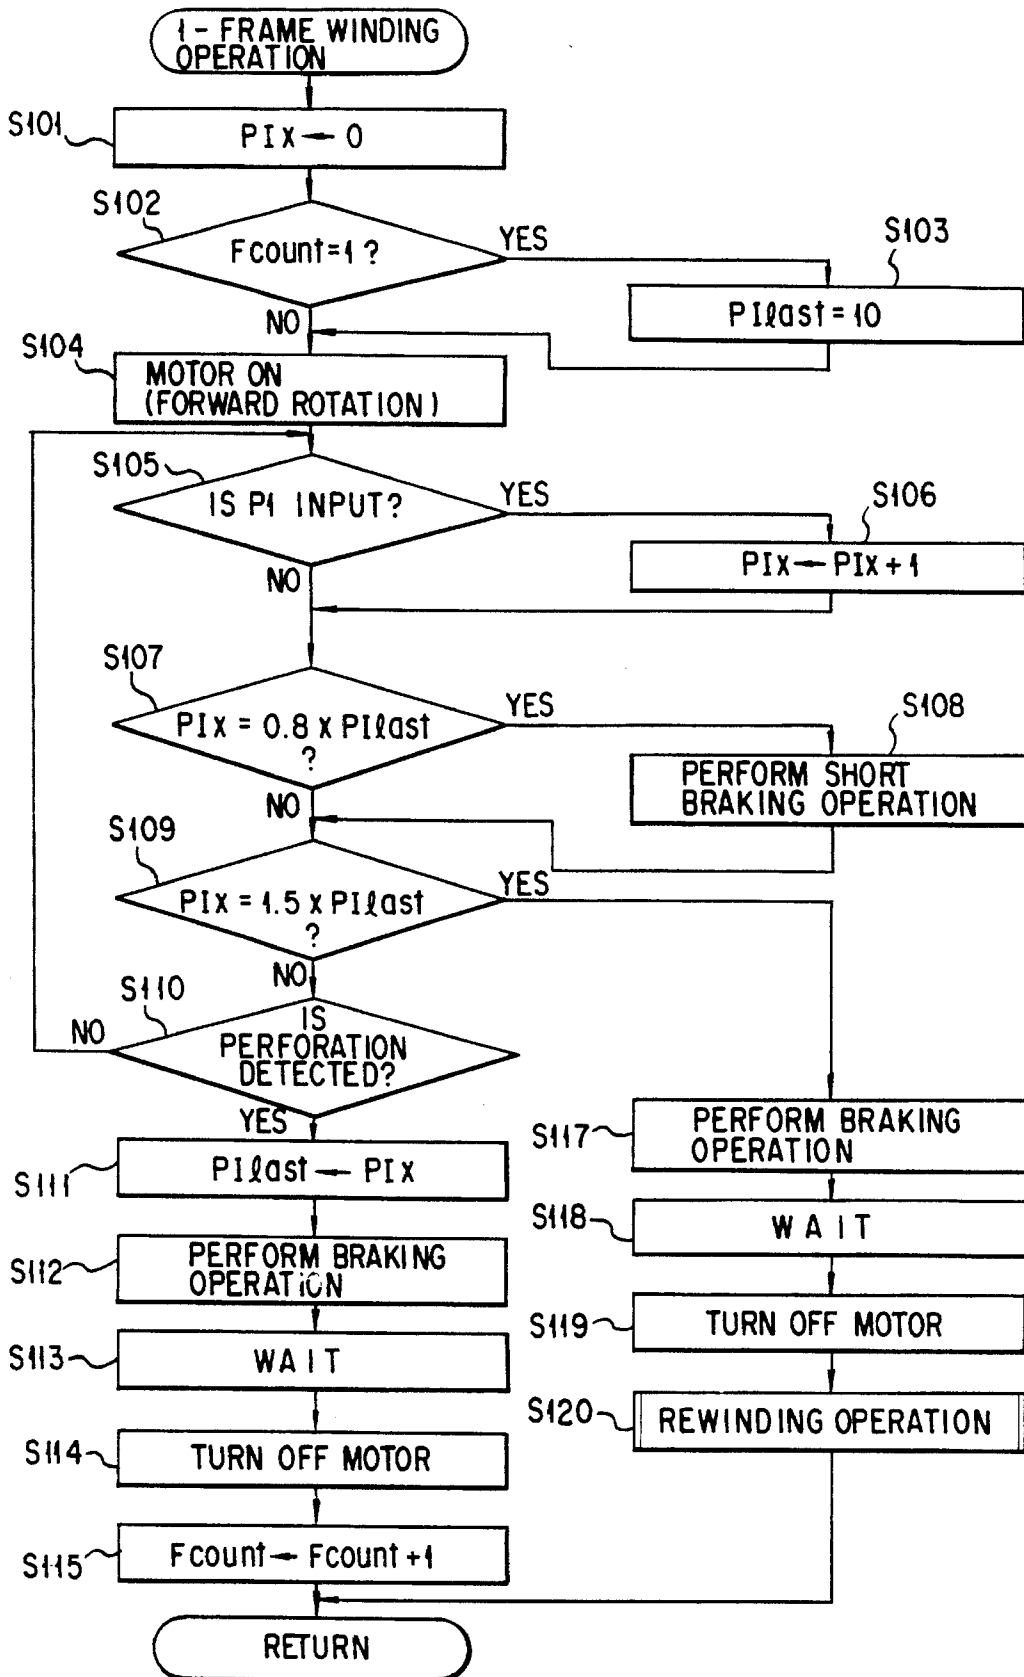 1 - FRAME WINDING
OPERATION
S101
PIx ← 0
S102
Fcount=1 ?
YES
S103
PIlast = 10
NO
S104
MOTOR ON
(FORWARD ROTATION)
S105
IS P1 INPUT?
YES
S106
PIx ← PIx + 1
NO
S107
PIx = 0.8 x PIlast
?
YES
S108
PERFORM SHORT
BRAKING OPERATION
NO
S109
PIx = 1.5 x PIlast
?
YES
NO
S110
IS
PERFORATION
DETECTED?
NO
YES
S111
PIlast ← PIx
S112
PERFORM BRAKING
OPERATION
S113
WAIT
S114
TURN OFF MOTOR
S115
Fcount ← Fcount +1
S117
PERFORM BRAKING
OPERATION
S118
WAIT
S119
TURN OFF MOTOR
S120
REWINDING OPERATION
RETURN